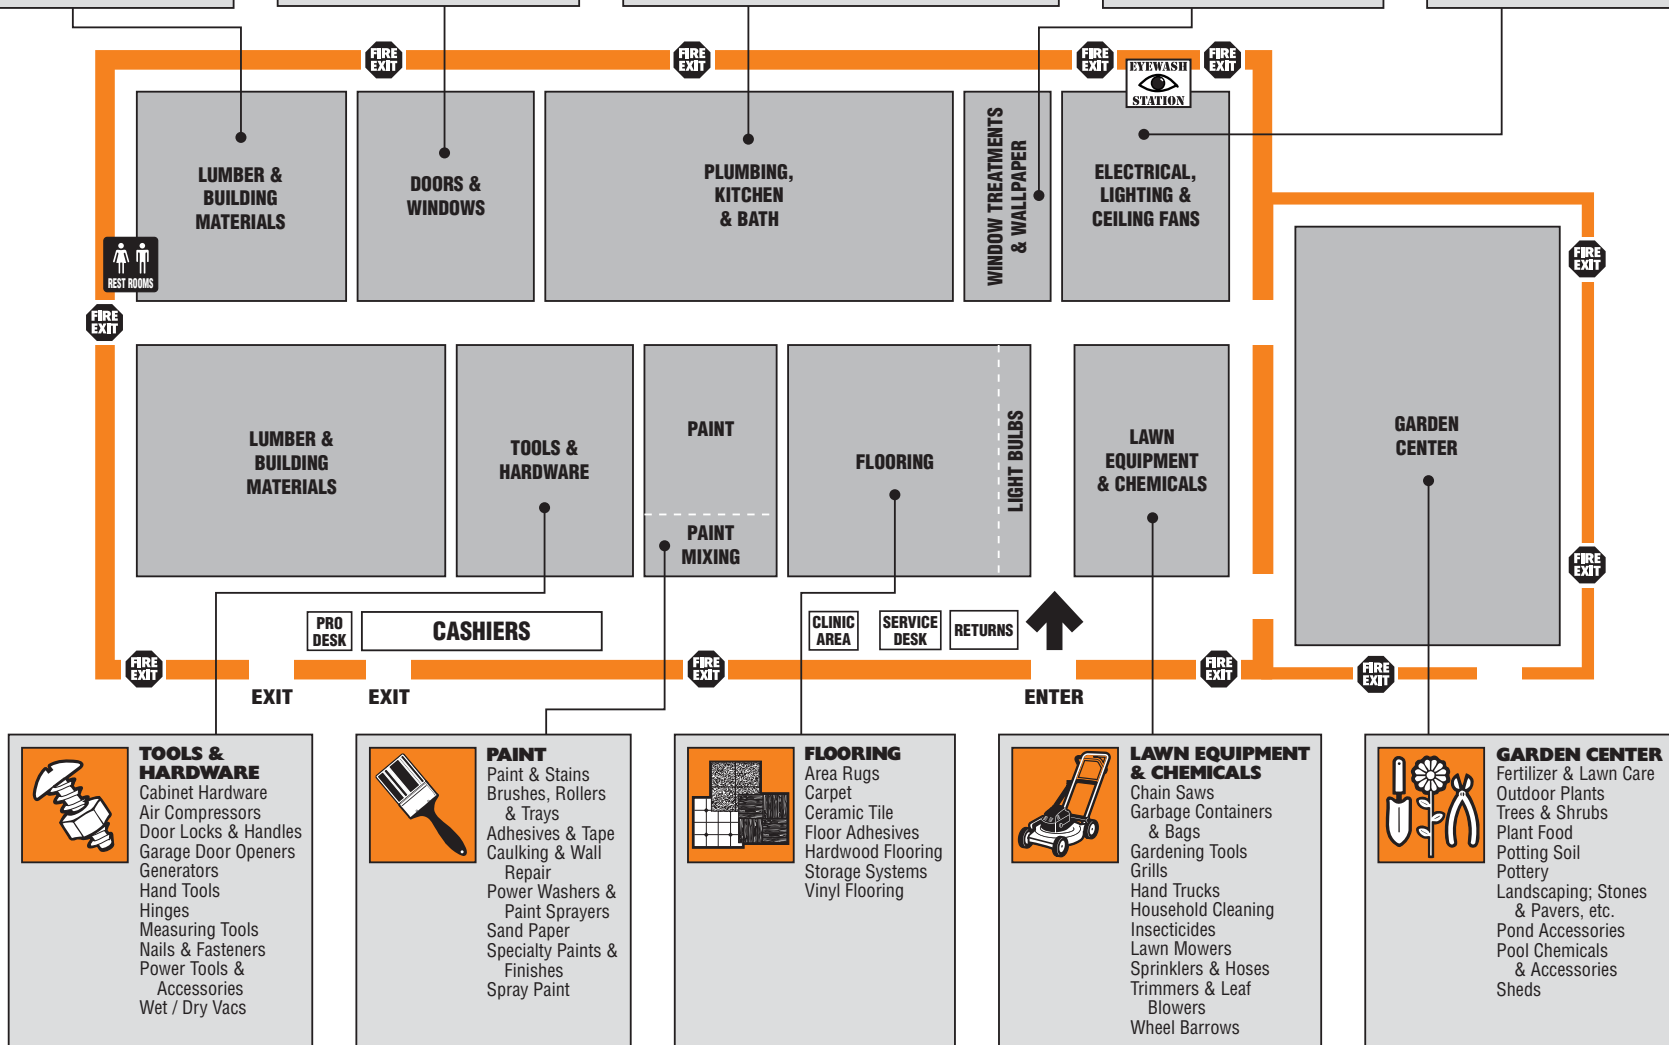 FIRE
EXIT
FIRE
EXIT
FIRE
EXIT
FIRE
EXIT
EYEWASH
STATION
LUMBER &
BUILDING
MATERIALS
DOORS &
WINDOWS
PLUMBING,
KITCHEN
& BATH
WINDOW TREATMENTS
& WALLPAPER
ELECTRICAL,
LIGHTING &
CEILING FANS
REST ROOMS
FIRE
EXIT
FIRE
EXIT
LUMBER &
BUILDING
MATERIALS
TOOLS &
HARDWARE
PAINT
PAINT
MIXING
FLOORING
LIGHT BULBS
LAWN
EQUIPMENT
& CHEMICALS
GARDEN
CENTER
FIRE
EXIT
PRO
DESK
CASHIERS
CLINIC
AREA
SERVICE
DESK
RETURNS
FIRE
EXIT
FIRE
EXIT
FIRE
EXIT
FIRE
EXIT
EXIT
EXIT
ENTER
TOOLS &
HARDWARE
Cabinet Hardware
Air Compressors
Door Locks & Handles
Garage Door Openers
Generators
Hand Tools
Hinges
Measuring Tools
Nails & Fasteners
Power Tools &
Accessories
Wet / Dry Vacs
PAINT
Paint & Stains
Brushes, Rollers
& Trays
Adhesives & Tape
Caulking & Wall
Repair
Power Washers &
Paint Sprayers
Sand Paper
Specialty Paints &
Finishes
Spray Paint
FLOORING
Area Rugs
Carpet
Ceramic Tile
Floor Adhesives
Hardwood Flooring
Storage Systems
Vinyl Flooring
LAWN EQUIPMENT
& CHEMICALS
Chain Saws
Garbage Containers
& Bags
Gardening Tools
Grills
Hand Trucks
Household Cleaning
Insecticides
Lawn Mowers
Sprinklers & Hoses
Trimmers & Leaf
Blowers
Wheel Barrows
GARDEN CENTER
Fertilizer & Lawn Care
Outdoor Plants
Trees & Shrubs
Plant Food
Potting Soil
Pottery
Landscaping; Stones
& Pavers, etc.
Pond Accessories
Pool Chemicals
& Accessories
Sheds